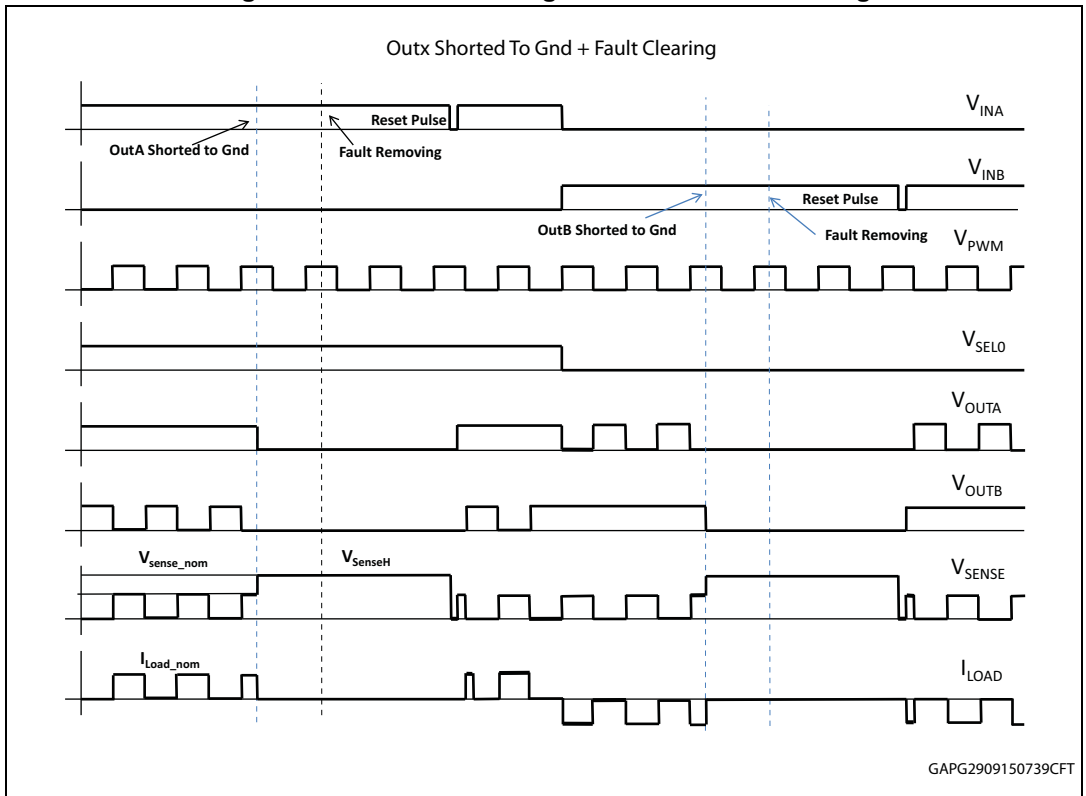 Outx Shorted To Gnd + Fault Clearing
V_INA
Reset Pulse
OutA Shorted to Gnd
Fault Removing
V_INB
Reset Pulse
OutB Shorted to Gnd
Fault Removing
V_PWM
V_SEL0
V_OUTA
V_OUTB
V_sense_nom
V_SenseH
V_SENSE
I_Load_nom
I_LOAD
GAPG2909150739CFT